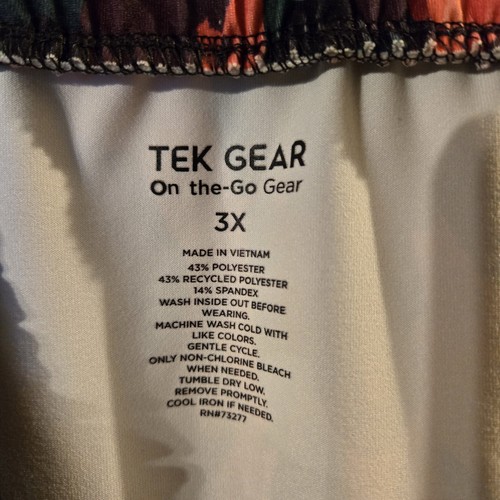 TEK GEAR
On the-Go Gear
3X
MADE IN VIETNAM
43% POLYESTER
43% RECYCLED POLYESTER
14% SPANDEX
WASH INSIDE OUT BEFORE
WEARING.
MACHINE WASH COLD WITH
LIKE COLORS.
GENTLE CYCLE.
ONLY NON-CHLORINE BLEACH
WHEN NEEDED.
TUMBLE DRY LOW.
REMOVE PROMPTLY.
COOL IRON IF NEEDED.
RN#73277